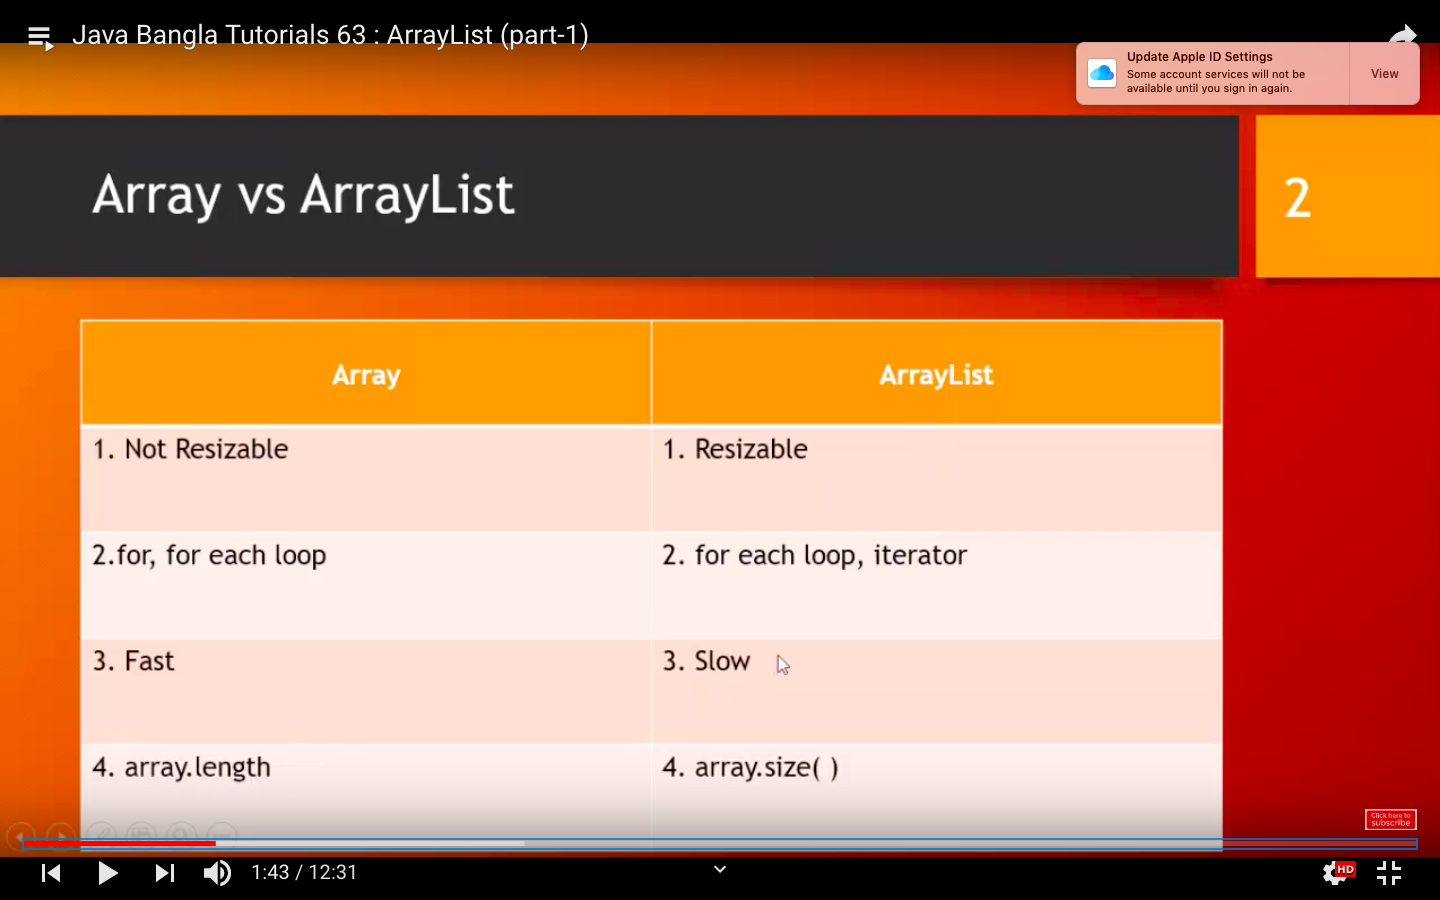 Java Bangla Tutorials 63 : ArrayList (part-1)
Update Apple ID Settings
Some account services will not be
available until you sign in again.
View
Array vs ArrayList
2
Array
ArrayList
1. Not Resizable
1. Resizable
2.for, for each loop
2. for each loop, iterator
3. Fast
3. Slow
4. array.length
4. array.size( )
Click here to
subscribe
1:43 / 12:31
HD